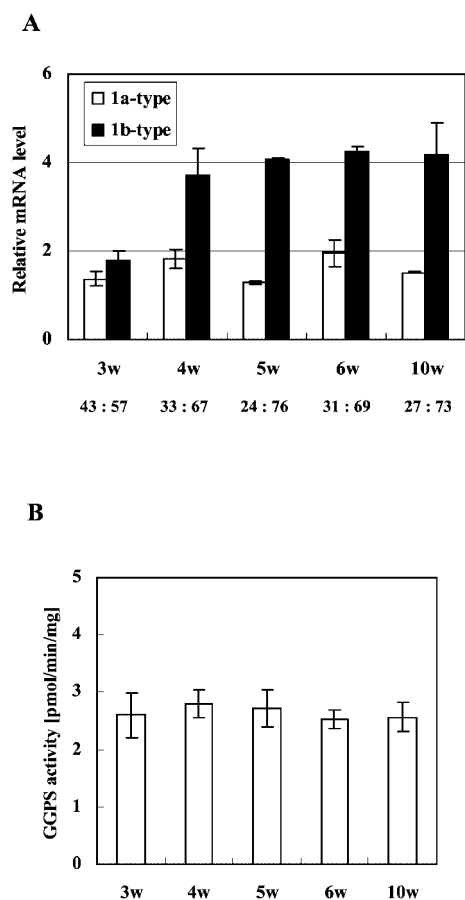 A
6
1a-type
1b-type
4
2
0
Relative mRNA level
3w 4w 5w 6w 10w
43 : 57 33 : 67 24 : 76 31 : 69 27 : 73
B
5
4
3
2
1
0
GGPS activity [pmol/min/mg]
3w 4w 5w 6w 10w